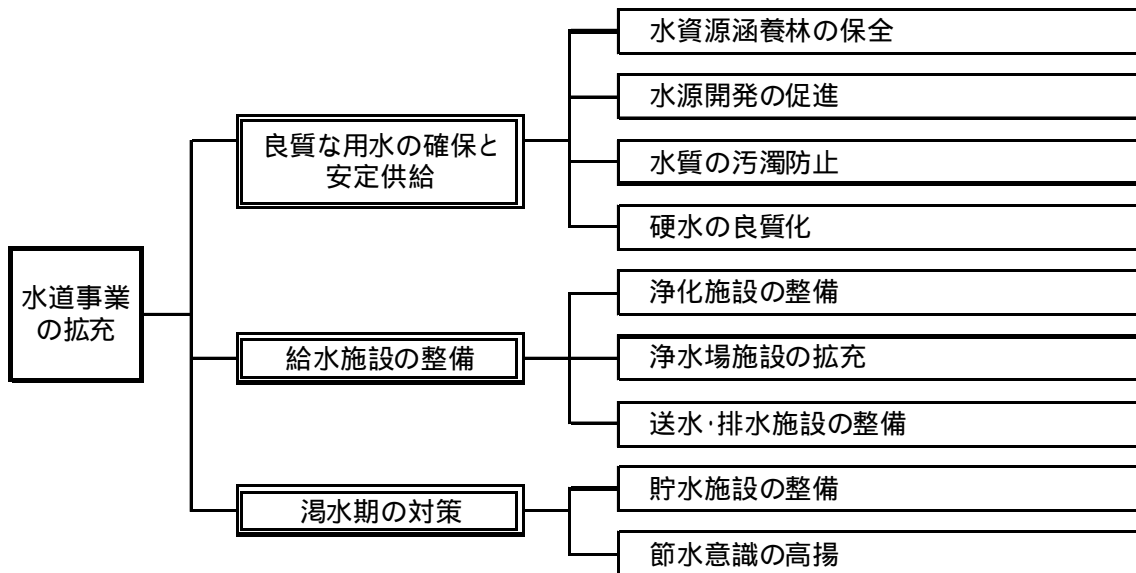 水道事業
の拡充
良質な用水の確保と
安定供給
水資源涵養林の保全
水源開発の促進
水質の汚濁防止
硬水の良質化
給水施設の整備
浄化施設の整備
浄水場施設の拡充
送水・排水施設の整備
渇水期の対策
貯水施設の整備
節水意識の高揚